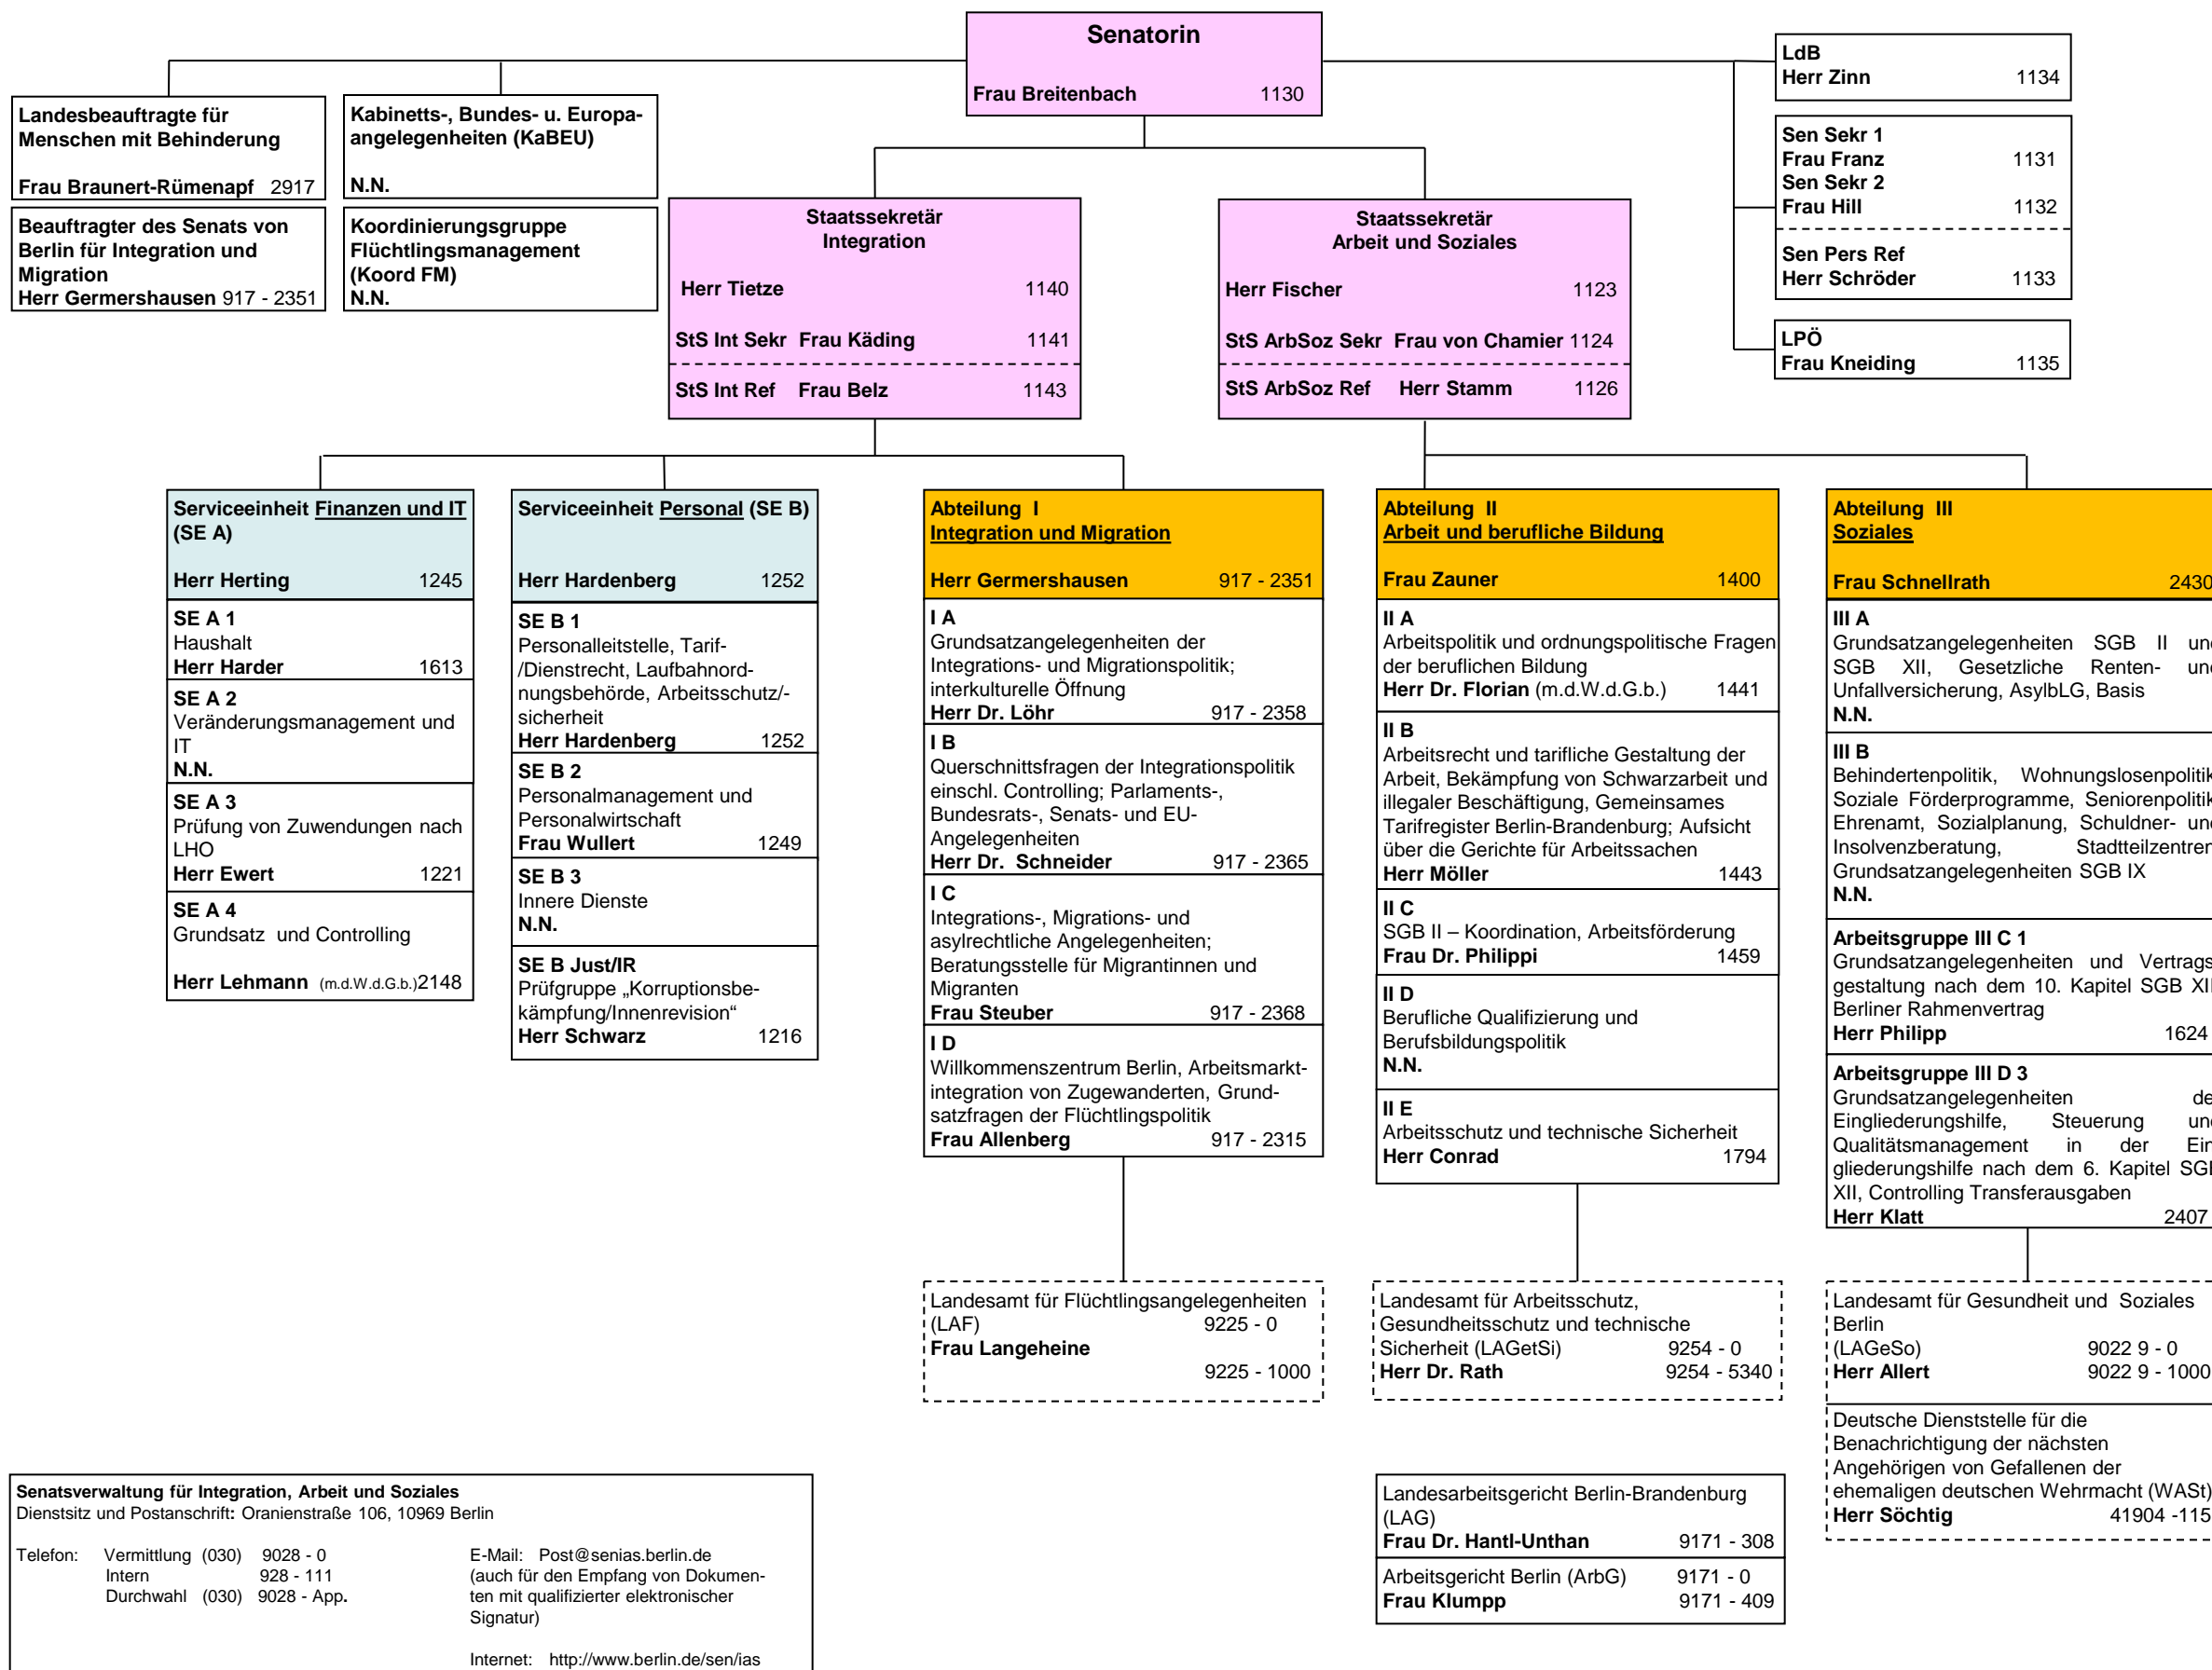 Senatorin
Frau Breitenbach 1130
LdB
Herr Zinn 1134
Landesbeauftragte für
Menschen mit Behinderung
Frau Braunert-Rümenapf 2917
Kabinetts-, Bundes- u. Europa-
angelegenheiten (KaBEU)
N.N.
Sen Sekr 1
Frau Franz 1131
Sen Sekr 2
Frau Hill 1132
Sen Pers Ref
Herr Schröder 1133
Beauftragter des Senats von
Berlin für Integration und
Migration
Herr Germershausen 917 - 2351
Koordinierungsgruppe
Flüchtlingsmanagement
(Koord FM)
N.N.
Staatssekretär
Integration
Herr Tietze 1140
StS Int Sekr Frau Käding 1141
StS Int Ref Frau Belz 1143
Staatssekretär
Arbeit und Soziales
Herr Fischer 1123
StS ArbSoz Sekr Frau von Chamier 1124
StS ArbSoz Ref Herr Stamm 1126
LPÖ
Frau Kneiding 1135
Serviceeinheit Finanzen und IT
(SE A)
Herr Herting 1245
SE A 1
Haushalt
Herr Harder 1613
SE A 2
Veränderungsmanagement und
IT
N.N.
SE A 3
Prüfung von Zuwendungen nach
LHO
Herr Ewert 1221
SE A 4
Grundsatz und Controlling
Herr Lehmann (m.d.W.d.G.b.)2148
Serviceeinheit Personal (SE B)
Herr Hardenberg 1252
SE B 1
Personalleitstelle, Tarif-
/Dienstrecht, Laufbahnord-
nungsbehörde, Arbeitsschutz/-
sicherheit
Herr Hardenberg 1252
SE B 2
Personalmanagement und
Personalwirtschaft
Frau Wullert 1249
SE B 3
Innere Dienste
N.N.
SE B Just/IR
Prüfgruppe „Korruptionsbe-
kämpfung/Innenrevision“
Herr Schwarz 1216
Abteilung I
Integration und Migration
Herr Germershausen 917 - 2351
I A
Grundsatzangelegenheiten der
Integrations- und Migrationspolitik;
interkulturelle Öffnung
Herr Dr. Löhr 917 - 2358
I B
Querschnittsfragen der Integrationspolitik
einschl. Controlling; Parlaments-,
Bundesrats-, Senats- und EU-
Angelegenheiten
Herr Dr. Schneider 917 - 2365
I C
Integrations-, Migrations- und
asylrechtliche Angelegenheiten;
Beratungsstelle für Migrantinnen und
Migranten
Frau Steuber 917 - 2368
I D
Willkommenszentrum Berlin, Arbeitsmarkt-
integration von Zugewanderten, Grund-
satzfragen der Flüchtlingspolitik
Frau Allenberg 917 - 2315
Landesamt für Flüchtlingsangelegenheiten
(LAF) 9225 - 0
Frau Langeheine
9225 - 1000
Abteilung II
Arbeit und berufliche Bildung
Frau Zauner 1400
II A
Arbeitspolitik und ordnungspolitische Fragen
der beruflichen Bildung
Herr Dr. Florian (m.d.W.d.G.b.) 1441
II B
Arbeitsrecht und tarifliche Gestaltung der
Arbeit, Bekämpfung von Schwarzarbeit und
illegaler Beschäftigung, Gemeinsames
Tarifregister Berlin-Brandenburg; Aufsicht
über die Gerichte für Arbeitssachen
Herr Möller 1443
II C
SGB II – Koordination, Arbeitsförderung
Frau Dr. Philippi 1459
II D
Berufliche Qualifizierung und
Berufsbildungspolitik
N.N.
II E
Arbeitsschutz und technische Sicherheit
Herr Conrad 1794
Landesamt für Arbeitsschutz,
Gesundheitsschutz und technische
Sicherheit (LAGetSi) 9254 - 0
Herr Dr. Rath 9254 - 5340
Landesarbeitsgericht Berlin-Brandenburg
(LAG)
Frau Dr. Hantl-Unthan 9171 - 308
Arbeitsgericht Berlin (ArbG) 9171 - 0
Frau Klumpp 9171 - 409
Abteilung III
Soziales
Frau Schnellrath 2430
III A
Grundsatzangelegenheiten SGB II
SGB XII, Gesetzliche Renten-
Unfallversicherung, AsylbLG, Basis
N.N.
III B
Behindertenpolitik, Wohnungslosenpolitik
Soziale Förderprogramme, Seniorenpolitik
Ehrenamt, Sozialplanung, Schuldner-
Insolvenzberatung, Stadtteilzentren
Grundsatzangelegenheiten SGB IX
N.N.
Arbeitsgruppe III C 1
Grundsatzangelegenheiten und Vertrags
gestaltung nach dem 10. Kapitel SGB
Berliner Rahmenvertrag
Herr Philipp 1624
Arbeitsgruppe III D 3
Grundsatzangelegenheiten
Eingliederungshilfe, Steuerung
Qualitätsmanagement in der Ein
gliederungshilfe nach dem 6. Kapitel
XII, Controlling Transferausgaben
Herr Klatt 2407
Landesamt für Gesundheit und Soziales
Berlin
(LAGeSo) 9022 9 - 0
Herr Allert 9022 9 - 1000
Deutsche Dienststelle für die
Benachrichtigung der nächsten
Angehörigen von Gefallenen der
ehemaligen deutschen Wehrmacht (WASt)
Herr Söchtig 41904 -115
Senatsverwaltung für Integration, Arbeit und Soziales
Dienstsitz und Postanschrift: Oranienstraße 106, 10969 Berlin
Telefon: Vermittlung (030) 9028 - 0
Intern 928 - 111
Durchwahl (030) 9028 - App.
E-Mail: Post@senias.berlin.de
(auch für den Empfang von Dokumen-
ten mit qualifizierter elektronischer
Signatur)
Internet: http://www.berlin.de/sen/ias